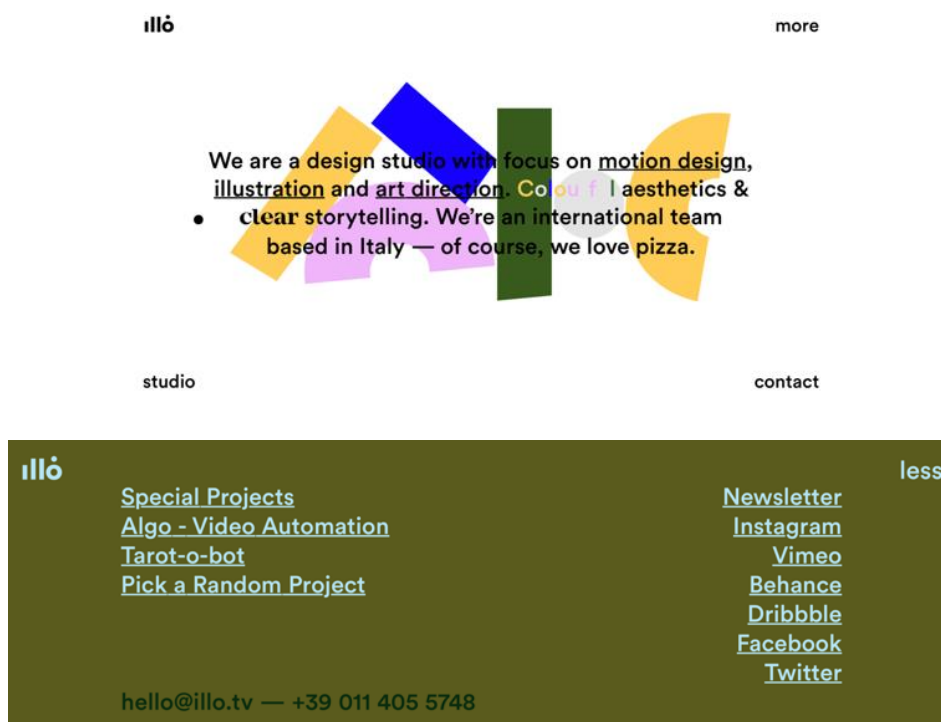 illo
more
We are a design studio with focus on motion design,
illustration and art direction. Colou f l aesthetics &
clear storytelling. We're an international team
based in Italy — of course, we love pizza.
studio
contact
illo
less
Special Projects
Algo - Video Automation
Tarot-o-bot
Pick a Random Project
Newsletter
Instagram
Vimeo
Behance
Dribbble
Facebook
Twitter
hello@illo.tv — +39 011 405 5748